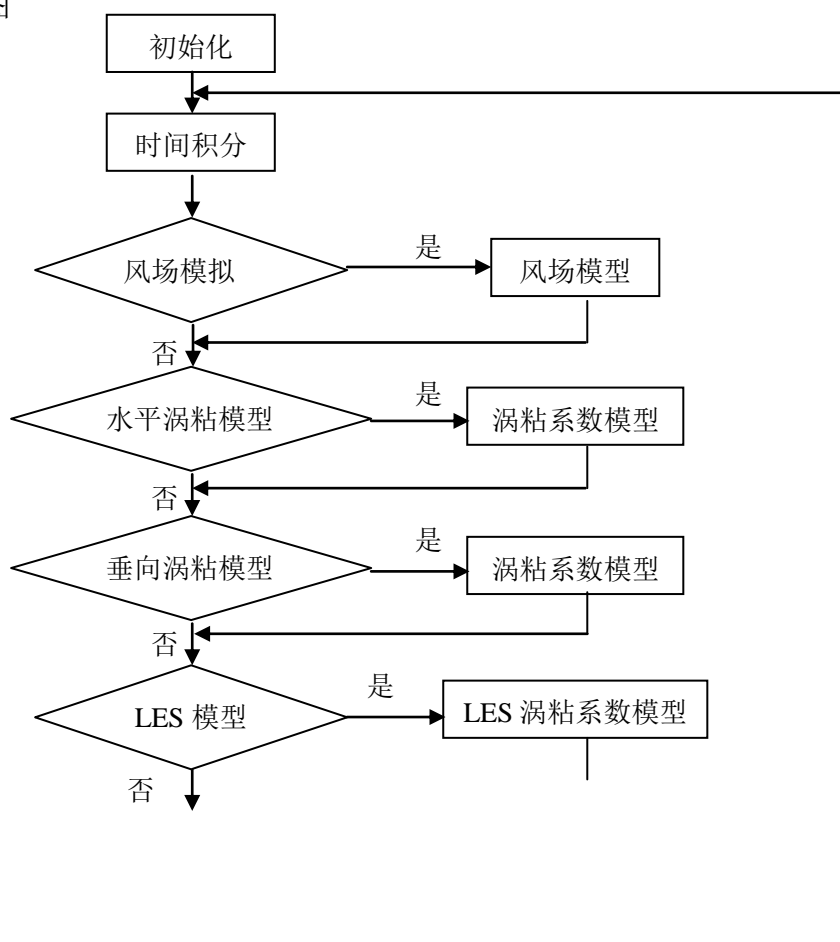 初始化
时间积分
风场模拟
是
风场模型
否
水平涡粘模型
是
涡粘系数模型
否
垂向涡粘模型
是
涡粘系数模型
否
LES 模型
是
LES 涡粘系数模型
否